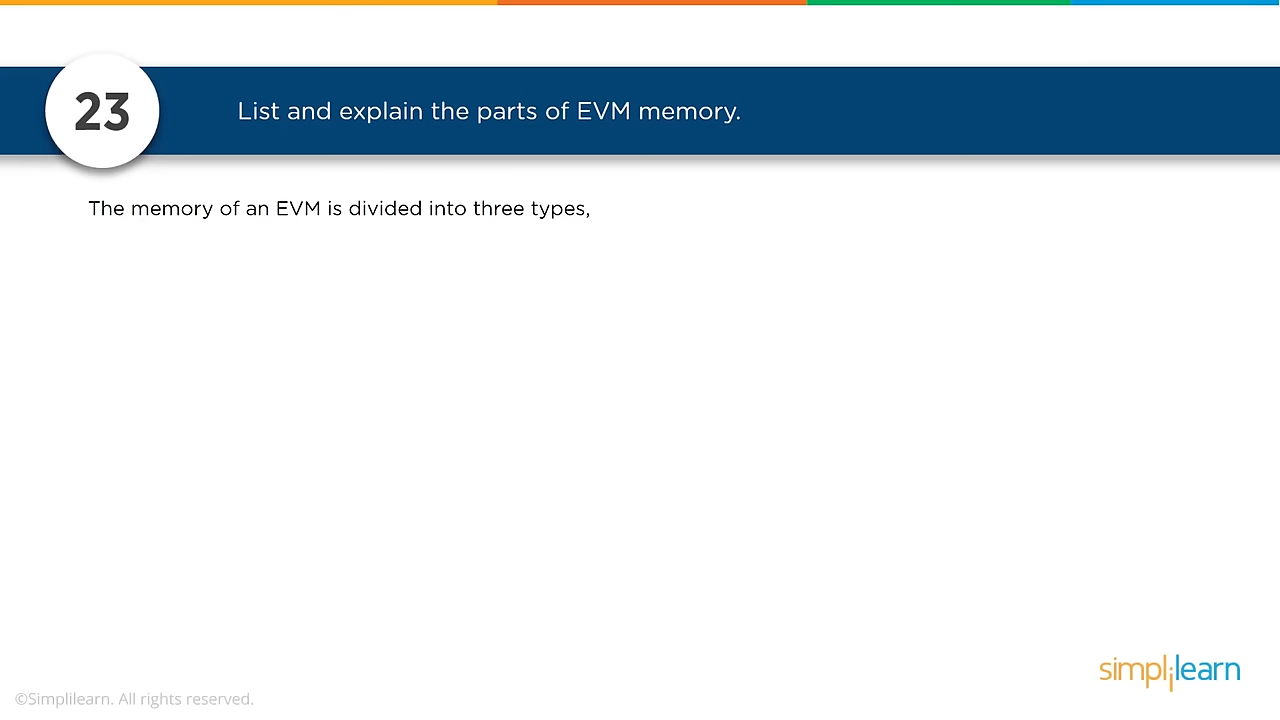 23
List and explain the parts of EVM memory.
The memory of an EVM is divided into three types,
simplilearn
©Simplilearn. All rights reserved.